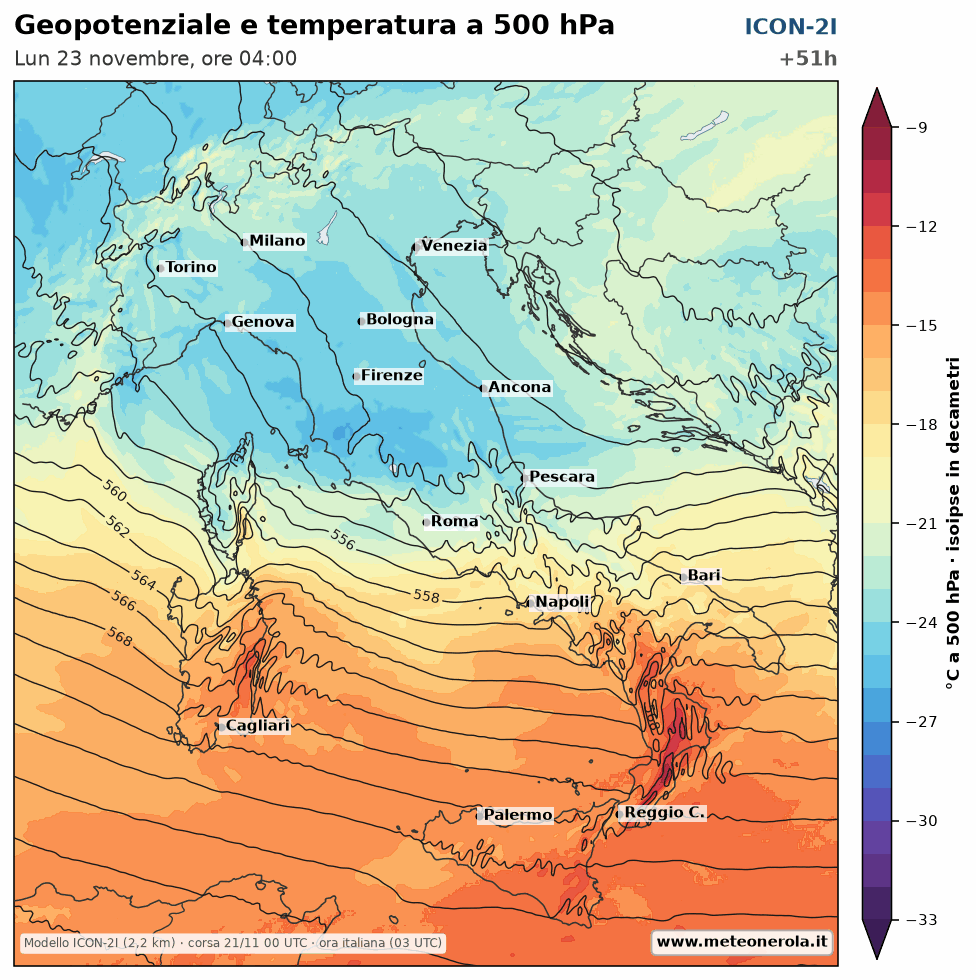 Geopotenziale e temperatura a 500 hPa
ICON-2I
Lun 23 novembre, ore 04:00
+51h
Milano
Venezia
Torino
Genova
Bologna
Firenze
Ancona
552
Pescara
560
Roma
562
556
564
Bari
558
Napoli
566
568
Cagliari
Palermo
Reggio C.
Modello ICON-2I (2,2 km) · corsa 21/11 00 UTC · ora italiana (03 UTC)
www.meteonerola.it
−9
−12
−15
−18
−21
−24
−27
−30
−33
°C a 500 hPa · isoipse in decametri